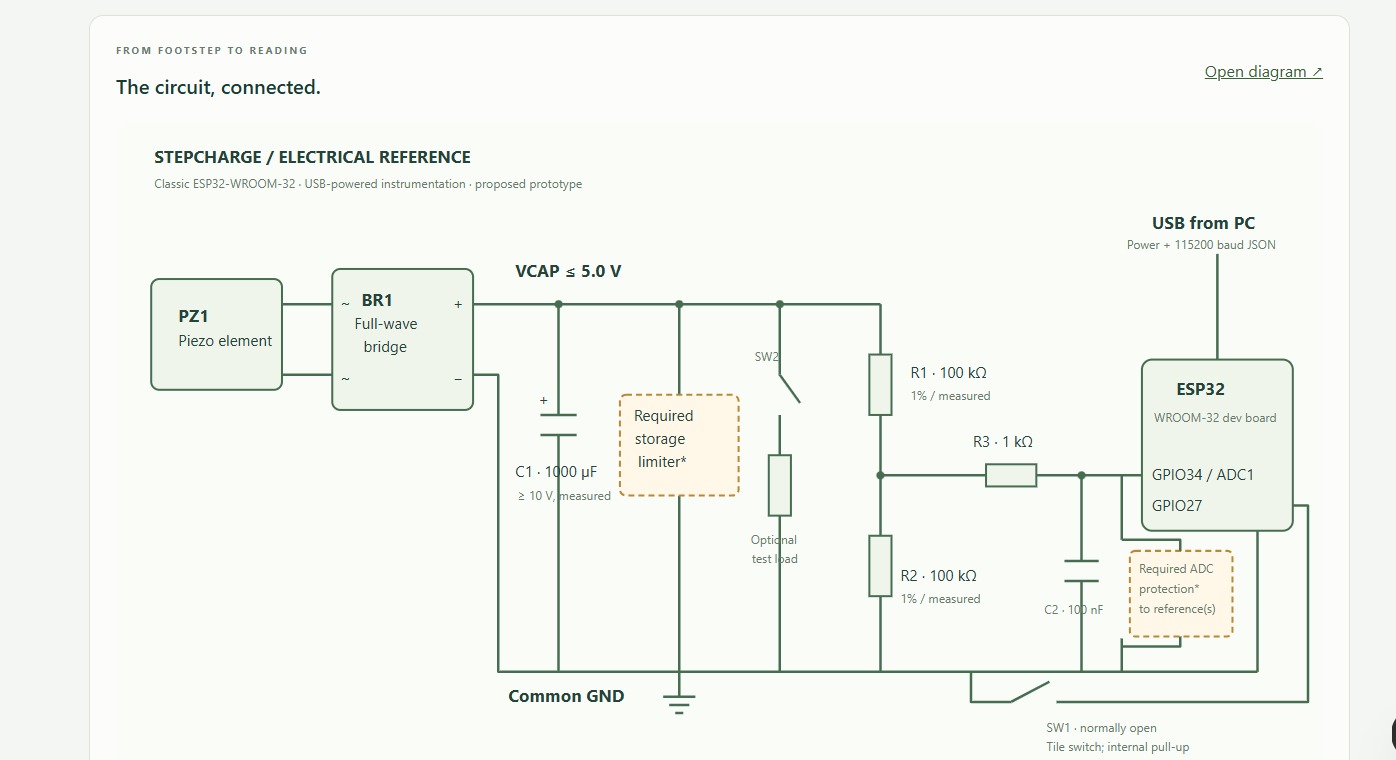 FROM FOOTSTEP TO READING
The circuit, connected.
Open diagram ↗
STEPCHARGE / ELECTRICAL REFERENCE
Classic ESP32-WROOM-32 · USB-powered instrumentation · proposed prototype
USB from PC
Power + 115200 baud JSON
VCAP ≤ 5.0 V
PZ1
Piezo element
~ BR1 +
Full-wave
bridge
~ −
SW2
+
Required
storage
limiter*
C1 · 1000 µF
≥ 10 V, measured
Optional
test load
R1 · 100 kΩ
1% / measured
R3 · 1 kΩ
R2 · 100 kΩ
1% / measured
ESP32
WROOM-32 dev board
GPIO34 / ADC1
GPIO27
C2 · 100 nF
Required ADC
protection*
to reference(s)
Common GND
SW1 · normally open
Tile switch; internal pull-up